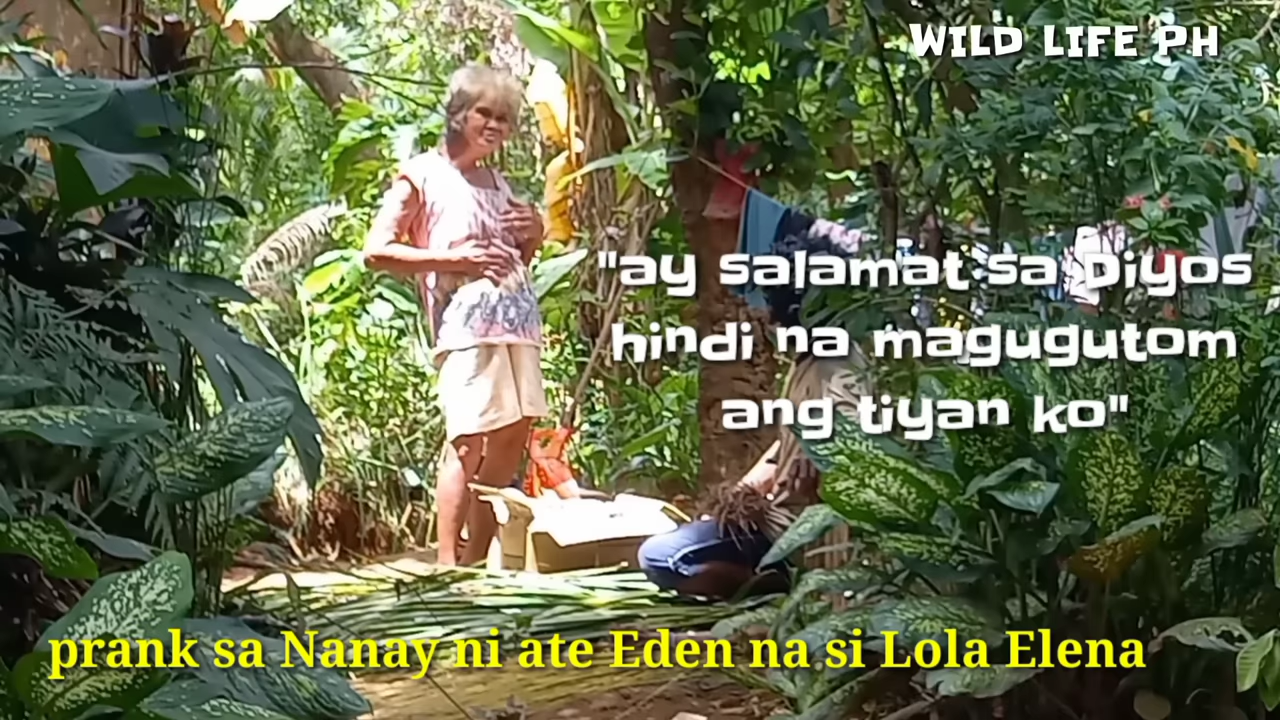 WILD LIFE PH
"ay salamat sa Diyos
hindi na magugutom
ang tiyan ko"
prank sa Nanay ni ate Eden na si Lola Elena